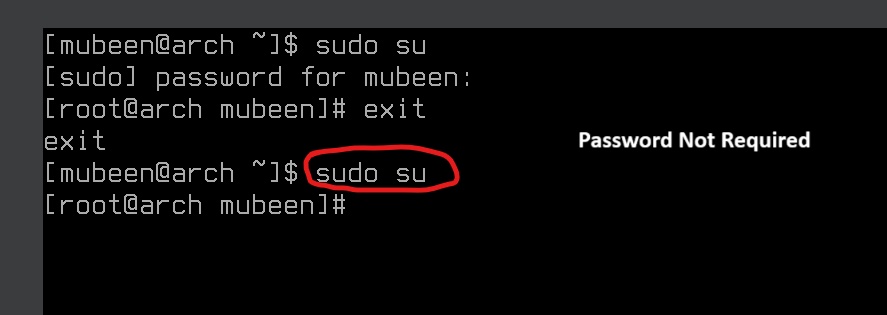 [mubeen@arch ~]$ sudo su
[sudo] password for mubeen:
[root@arch mubeen]# exit
exit
Password Not Required
[mubeen@arch ~]$ sudo su
[root@arch mubeen]#